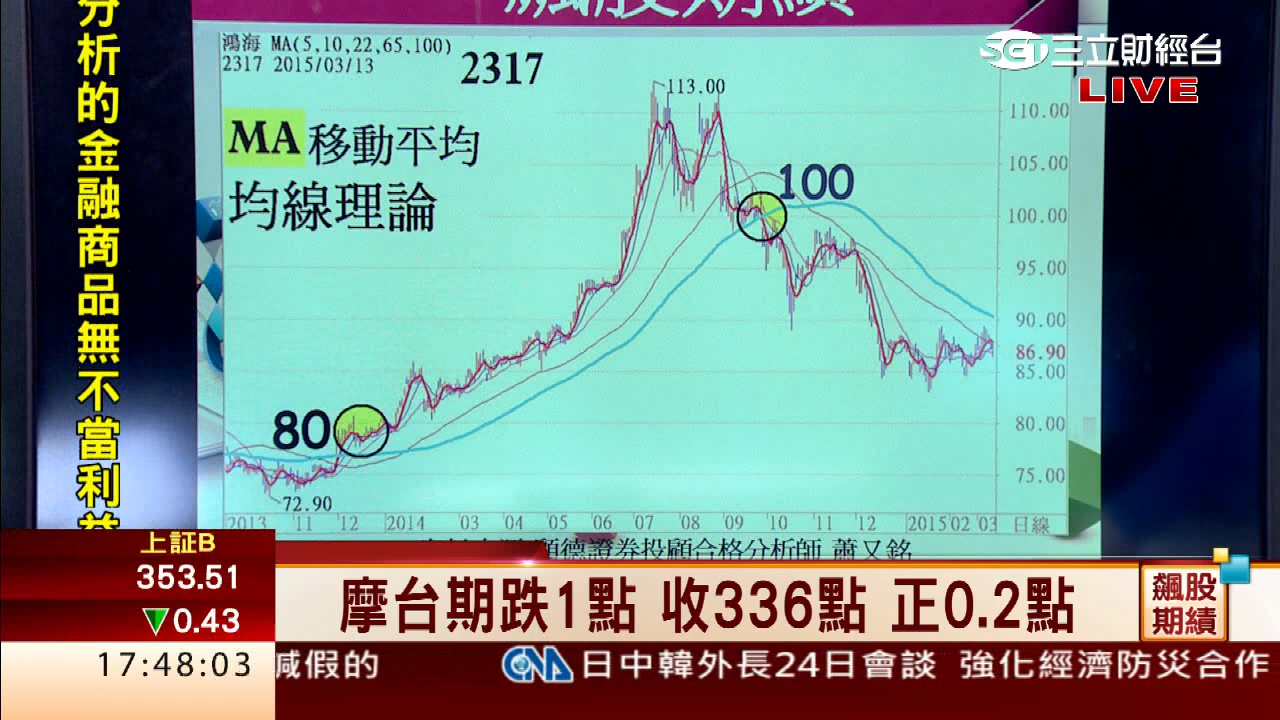 分析的金融商品無不當利益
鴻海 MA(5,10,22,65,100)
2317 2015/03/13
2317
SET三立財經台
LIVE
MA移動平均
均線理論
113.00
100
80
72.90
110.00
105.00
100.00
95.00
90.00
86.90
85.00
80.00
75.00
2013 11 12 2014 03 04 05 06 07 08 09 10 11 12 2015 02 03 日線
顧德證券投顧合格分析師 蕭又銘
上証B
353.51
▼0.43
摩台期跌1點 收336點 正0.2點
飆股
期績
17:48:03
減假的 CNA 日中韓外長24日會談 強化經濟防災合作